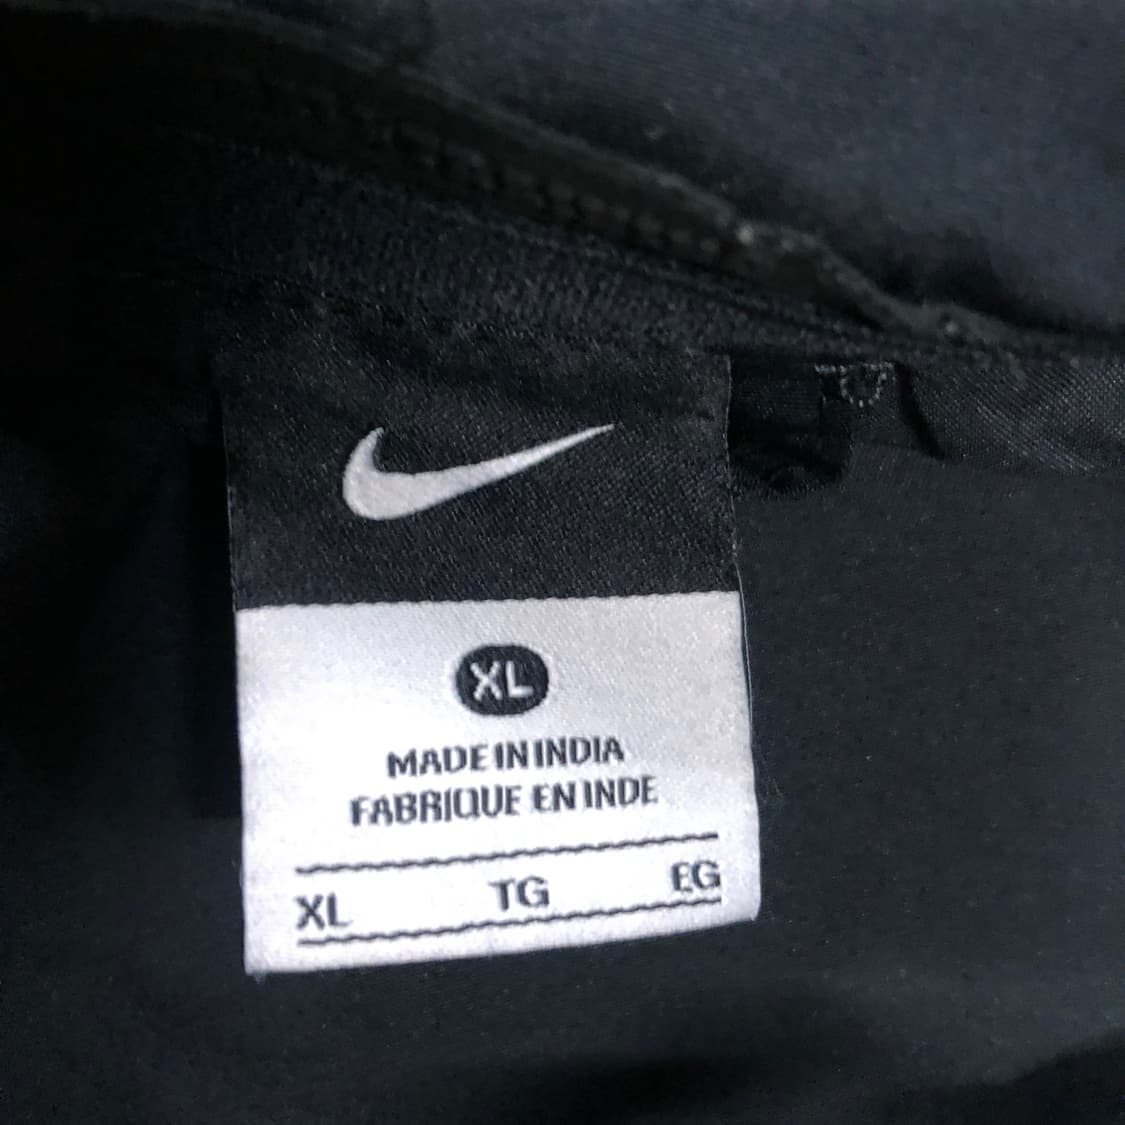 XL
MADE IN INDIA
FABRIQUE EN INDE
XL TG EG